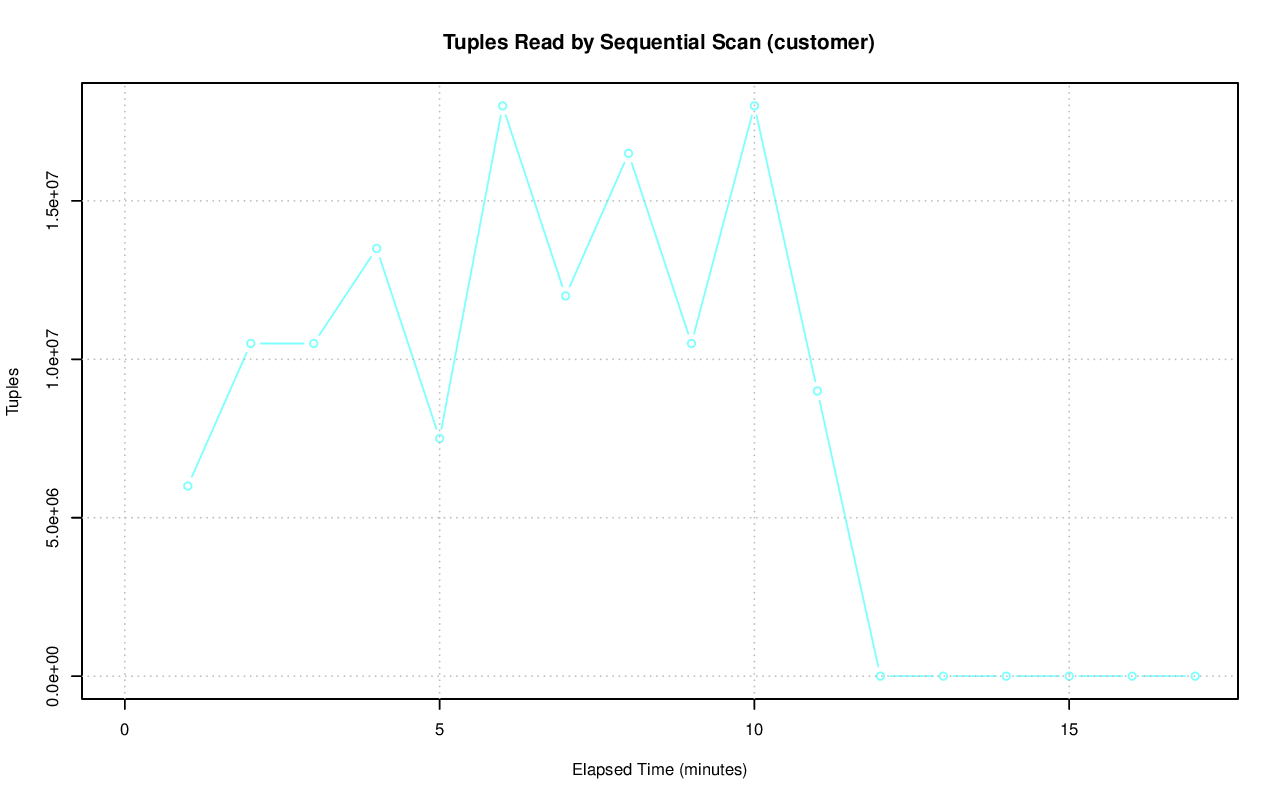 Tuples Read by Sequential Scan (customer)
1.5e+07
1.0e+07
5.0e+06
0.0e+00
Tuples
0 5 10 15
Elapsed Time (minutes)